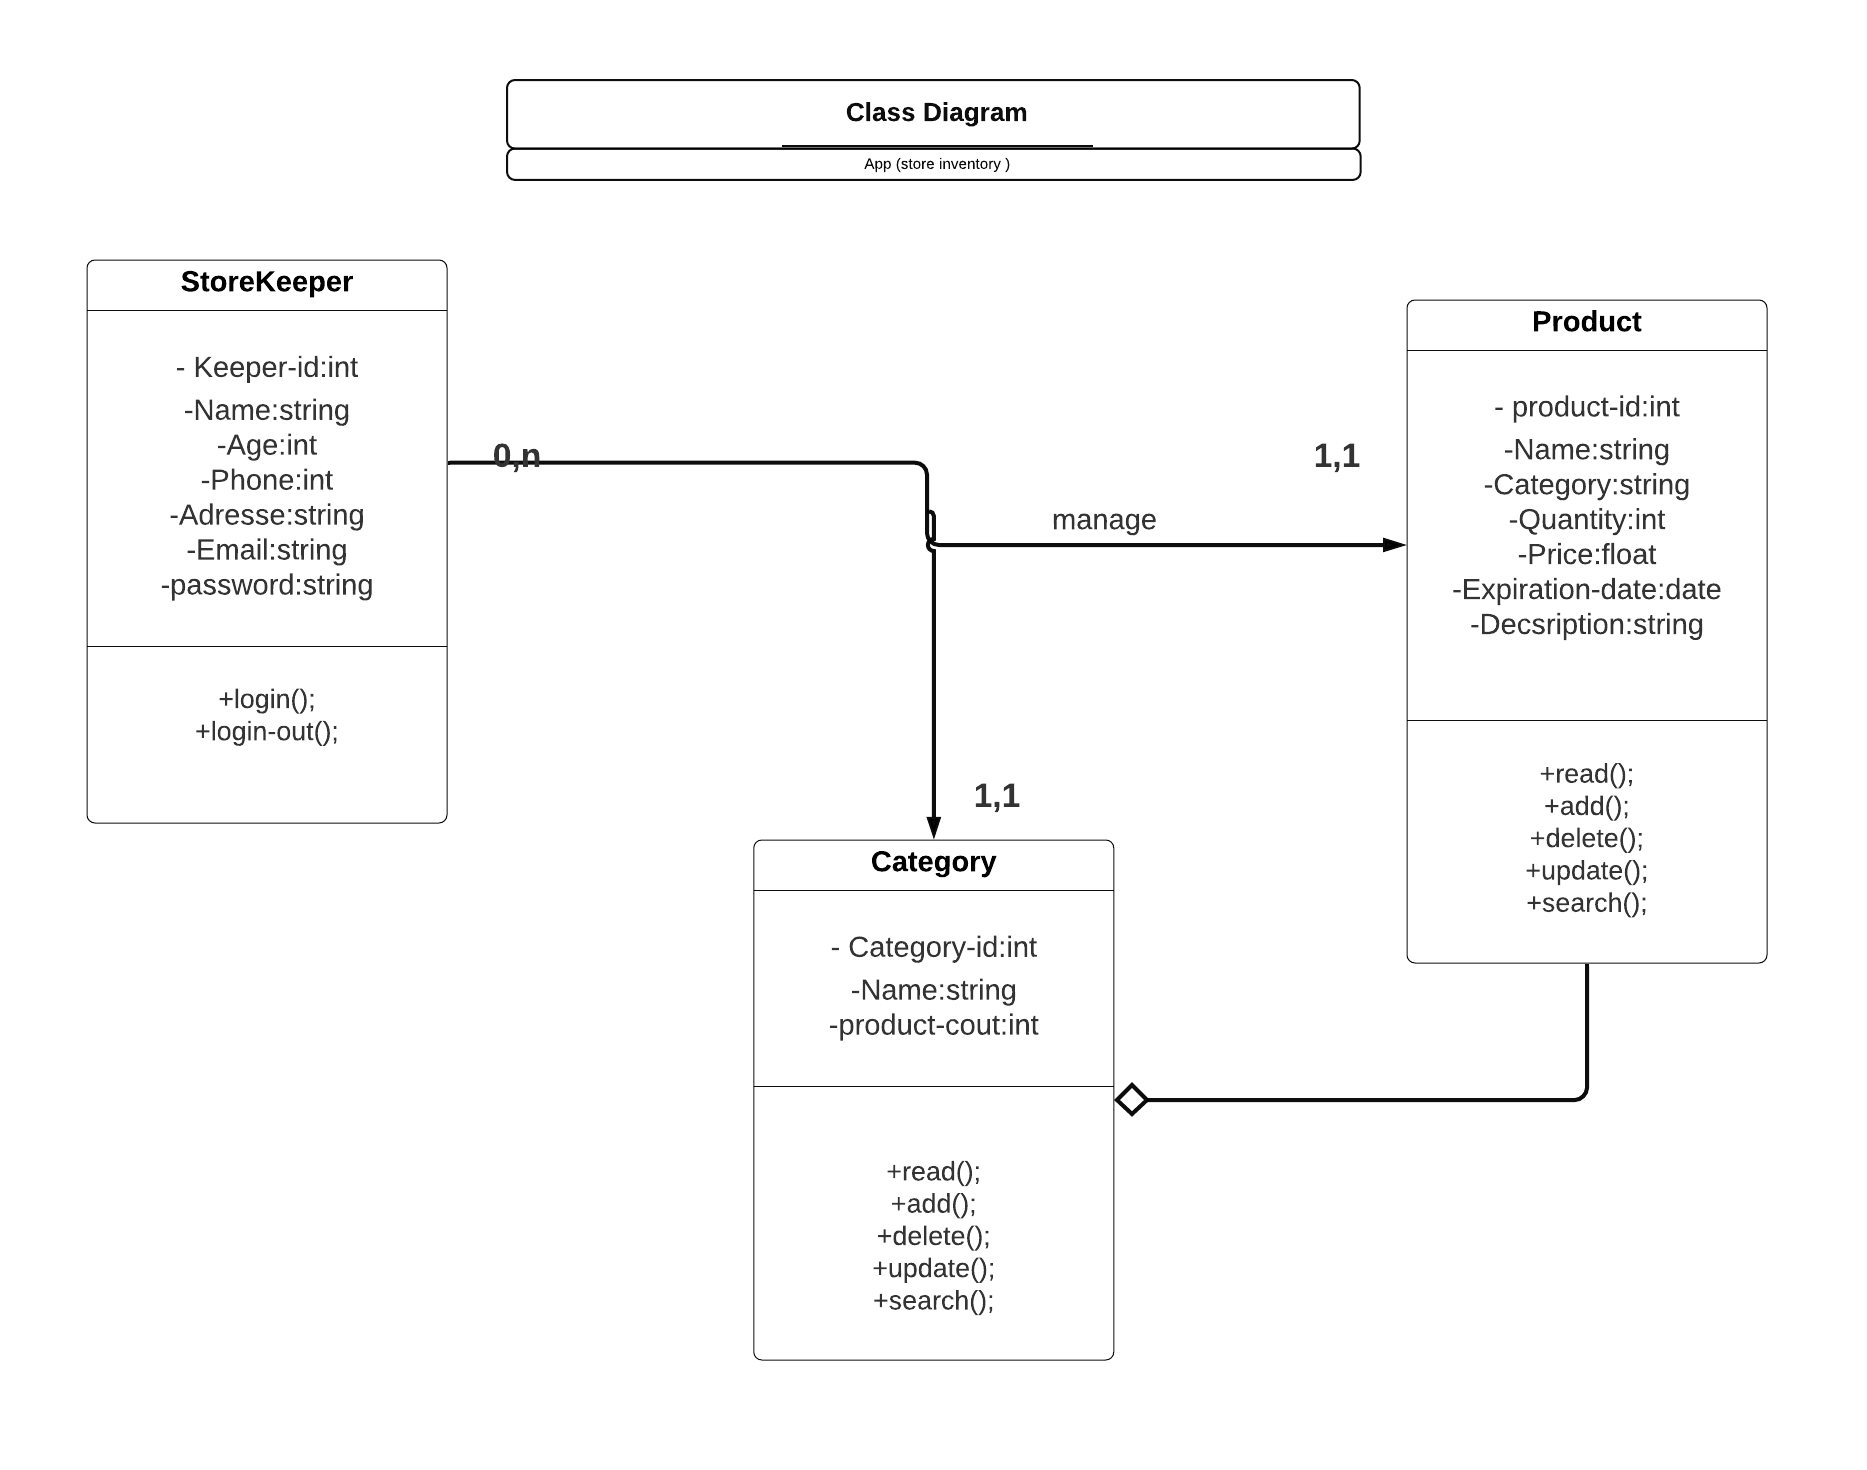 Class Diagram
App (store inventory )
StoreKeeper
- Keeper-id:int
-Name:string
-Age:int
-Phone:int
-Adresse:string
-Email:string
-password:string
+login();
+login-out();
0,n
manage
1,1
1,1
Product
- product-id:int
-Name:string
-Category:string
-Quantity:int
-Price:float
-Expiration-date:date
-Decsription:string
+read();
+add();
+delete();
+update();
+search();
Category
- Category-id:int
-Name:string
-product-cout:int
+read();
+add();
+delete();
+update();
+search();